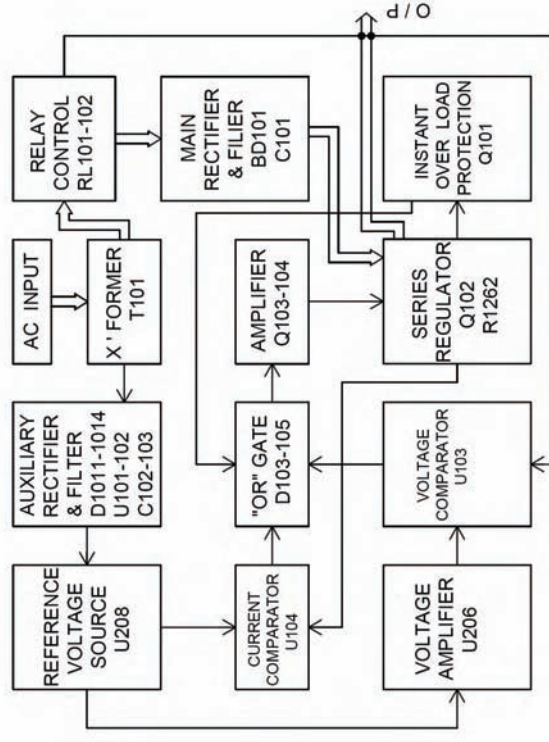 AC INPUT
X' FORMER
T101
RELAY
CONTROL
RL101-102
AUXILIARY
RECTIFIER
& FILTER
D1011-1014
U101-102
C102-103
MAIN
RECTIFIER
& FILIER
BD101
C101
REFERENCE
VOLTAGE
SOURCE
U208
CURRENT
COMPARATOR
U104
"OR" GATE
D103-105
AMPLIFIER
Q103-104
VOLTAGE
AMPLIFIER
U206
VOLTAGE
COMPARATOR
U103
SERIES
REGULATOR
Q102
R1262
INSTANT
OVER LOAD
PROTECTION
Q101
O / P